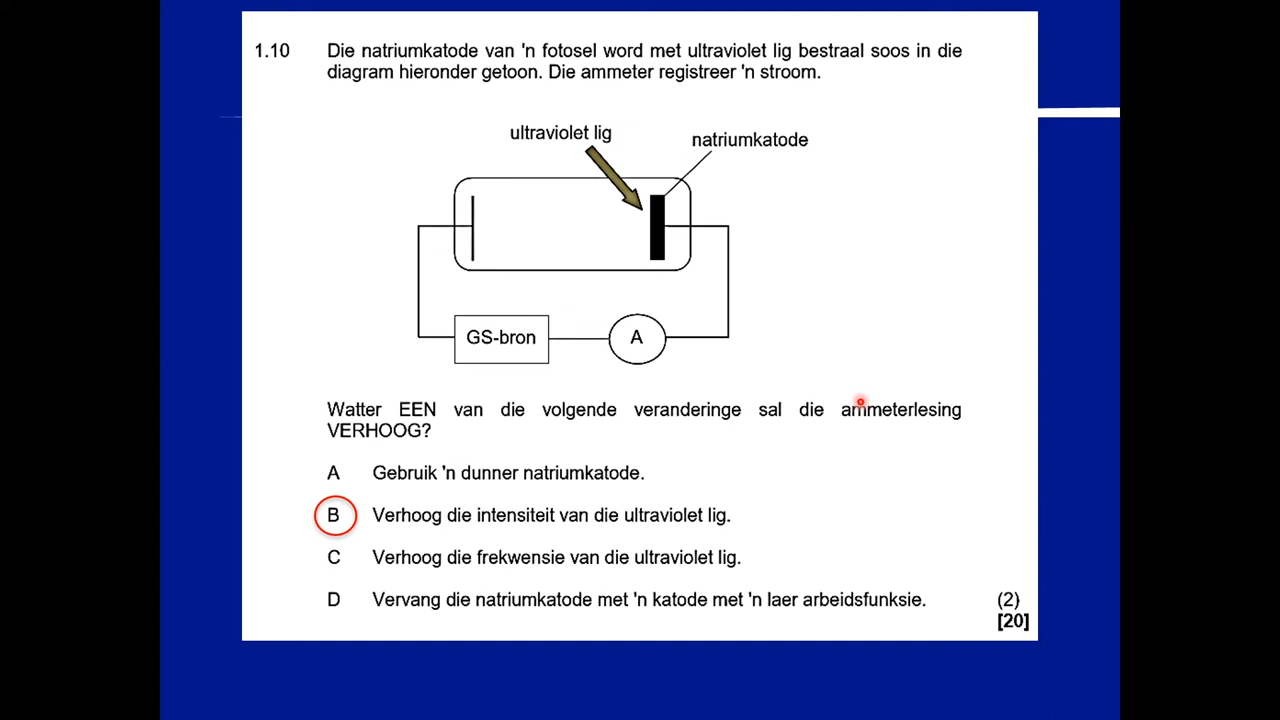 1.10 Die natriumkatode van 'n fotosel word met ultraviolet lig bestraal soos in die
diagram hieronder getoon. Die ammeter registreer 'n stroom.
ultraviolet lig
natriumkatode
GS-bron
A
Watter EEN van die volgende veranderinge sal die ammeterlesing
VERHOOG?
A Gebruik 'n dunner natriumkatode.
B Verhoog die intensiteit van die ultraviolet lig.
C Verhoog die frekwensie van die ultraviolet lig.
D Vervang die natriumkatode met 'n katode met 'n laer arbeidsfunksie. (2)
[20]